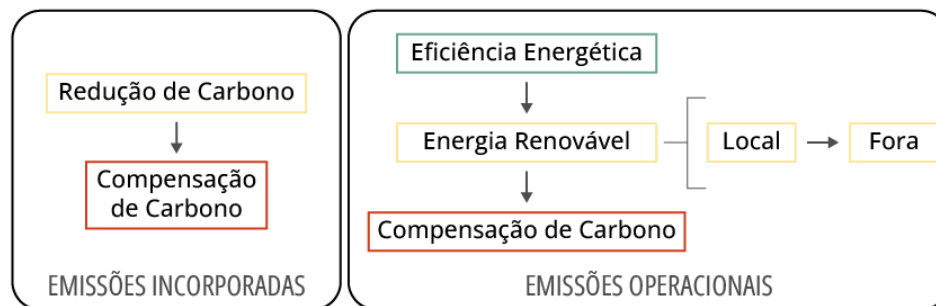 Redução de Carbono
Compensação
de Carbono
EMISSÕES INCORPORADAS
Eficiência Energética
Energia Renovável
Local
Fora
Compensação de Carbono
EMISSÕES OPERACIONAIS